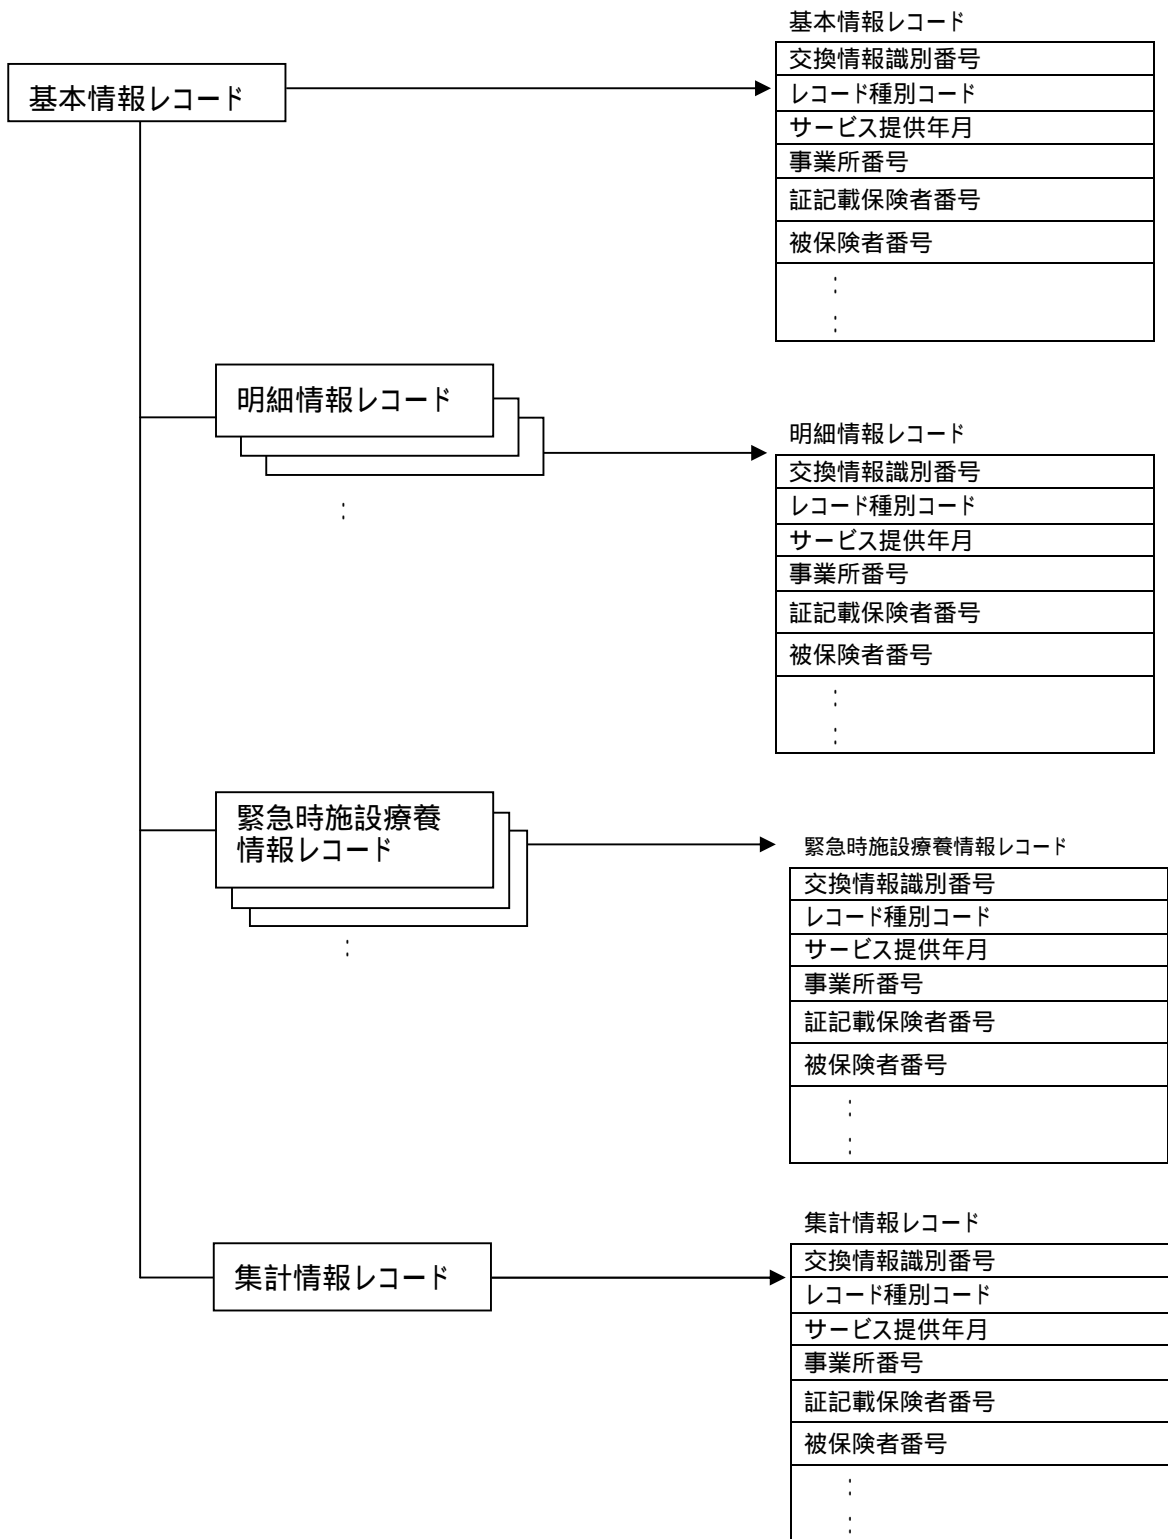 基本情報レコード
基本情報レコード
交換情報識別番号
レコード種別コード
サービス提供年月
事業所番号
証記載保険者番号
被保険者番号
:
:
明細情報レコード
:
明細情報レコード
交換情報識別番号
レコード種別コード
サービス提供年月
事業所番号
証記載保険者番号
被保険者番号
:
:
緊急時施設療養
情報レコード
:
緊急時施設療養情報レコード
交換情報識別番号
レコード種別コード
サービス提供年月
事業所番号
証記載保険者番号
被保険者番号
:
:
集計情報レコード
集計情報レコード
交換情報識別番号
レコード種別コード
サービス提供年月
事業所番号
証記載保険者番号
被保険者番号
:
: